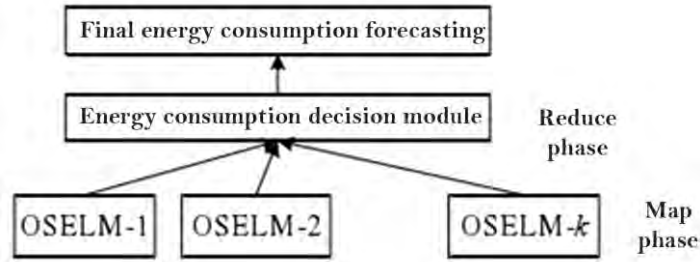 Final energy consumption forecasting
Energy consumption decision module
Reduce
phase
OSELM-1
OSELM-2
OSELM-k
Map
phase